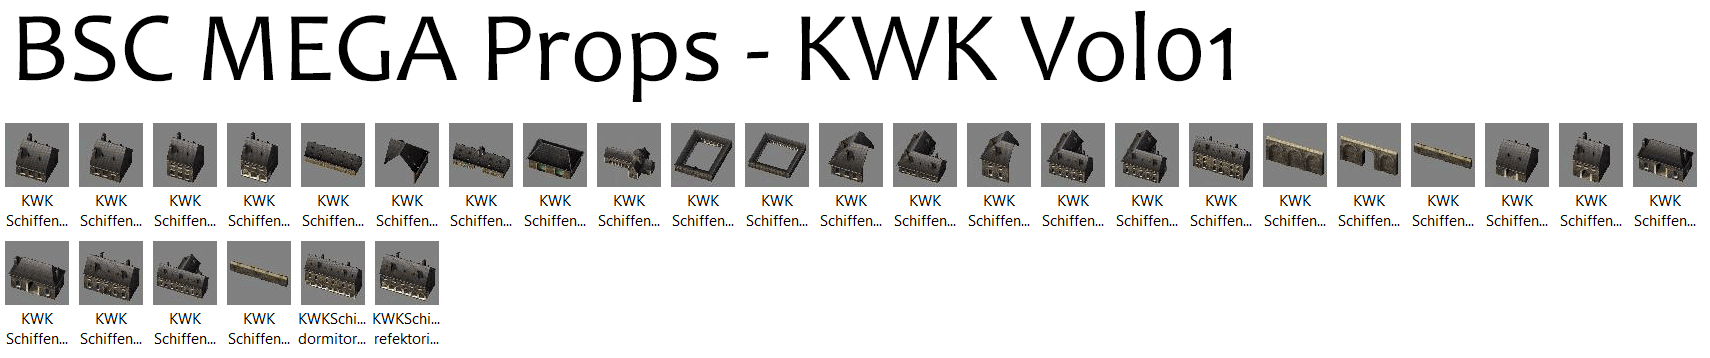 BSC MEGA Props - KWK Vol01
KWK KWK KWK KWK KWK KWK KWK KWK KWK KWK KWK KWK KWK KWK KWK KWK KWK KWK KWK KWK KWK KWK KWK
Schiffen... Schiffen... Schiffen... Schiffen... Schiffen... Schiffen... Schiffen... Schiffen... Schiffen... Schiffen... Schiffen... Schiffen... Schiffen... Schiffen... Schiffen... Schiffen... Schiffen... Schiffen... Schiffen... Schiffen... Schiffen... Schiffen... Schiffen...
KWK KWK KWK KWK KWKSchi... KWKSchi...
Schiffen... Schiffen... Schiffen... Schiffen... dormitor... refektori...